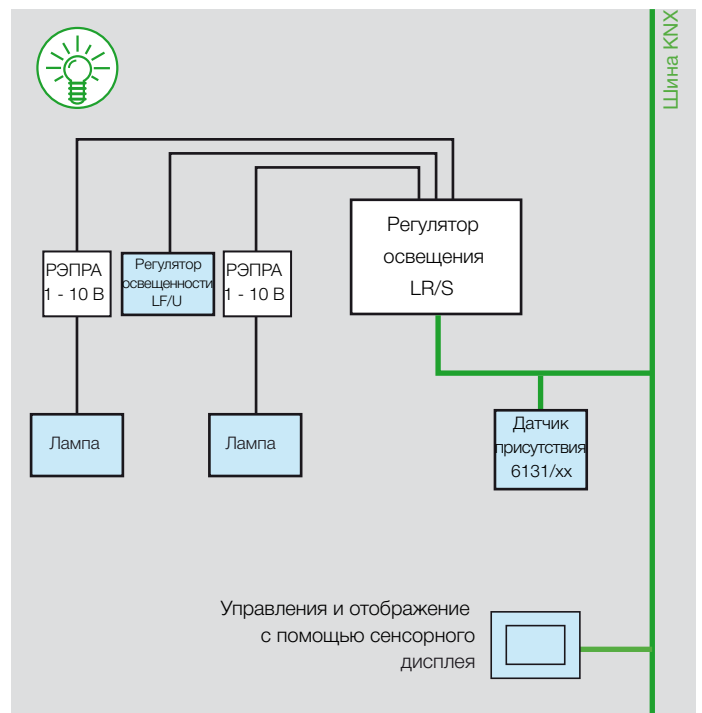 Шина KNX
Регулятор
освещения
LR/S
РЭПРА
1 - 10 В
Регулятор
освещенности
LF/U
РЭПРА
1 - 10 В
Лампа
Лампа
Датчик
присутствия
6131/xx
Управления и отображение
с помощью сенсорного
дисплея